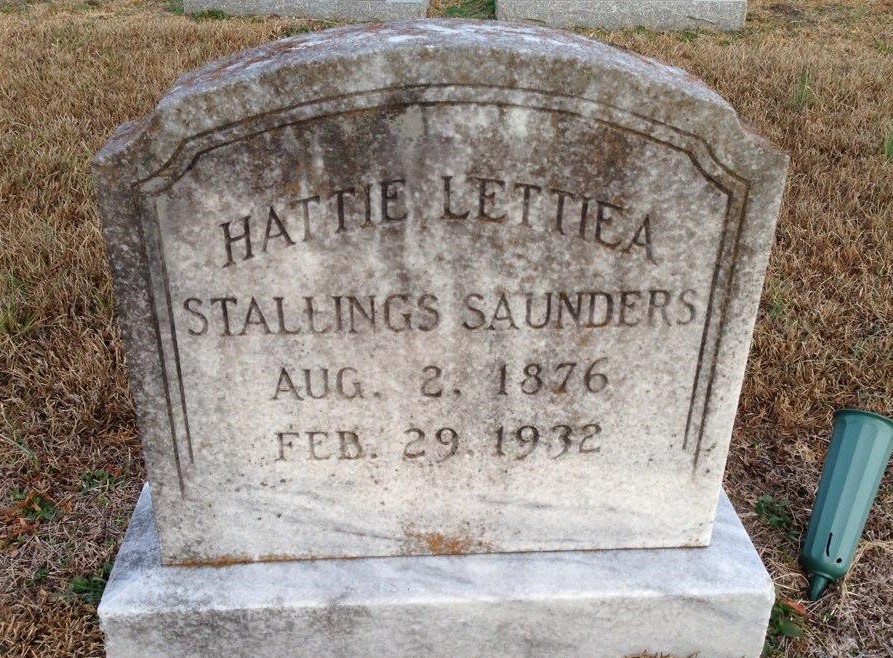 HATTIE LETTIEA
STALLINGS SAUNDERS
AUG. 2, 1876
FEB. 29, 1932